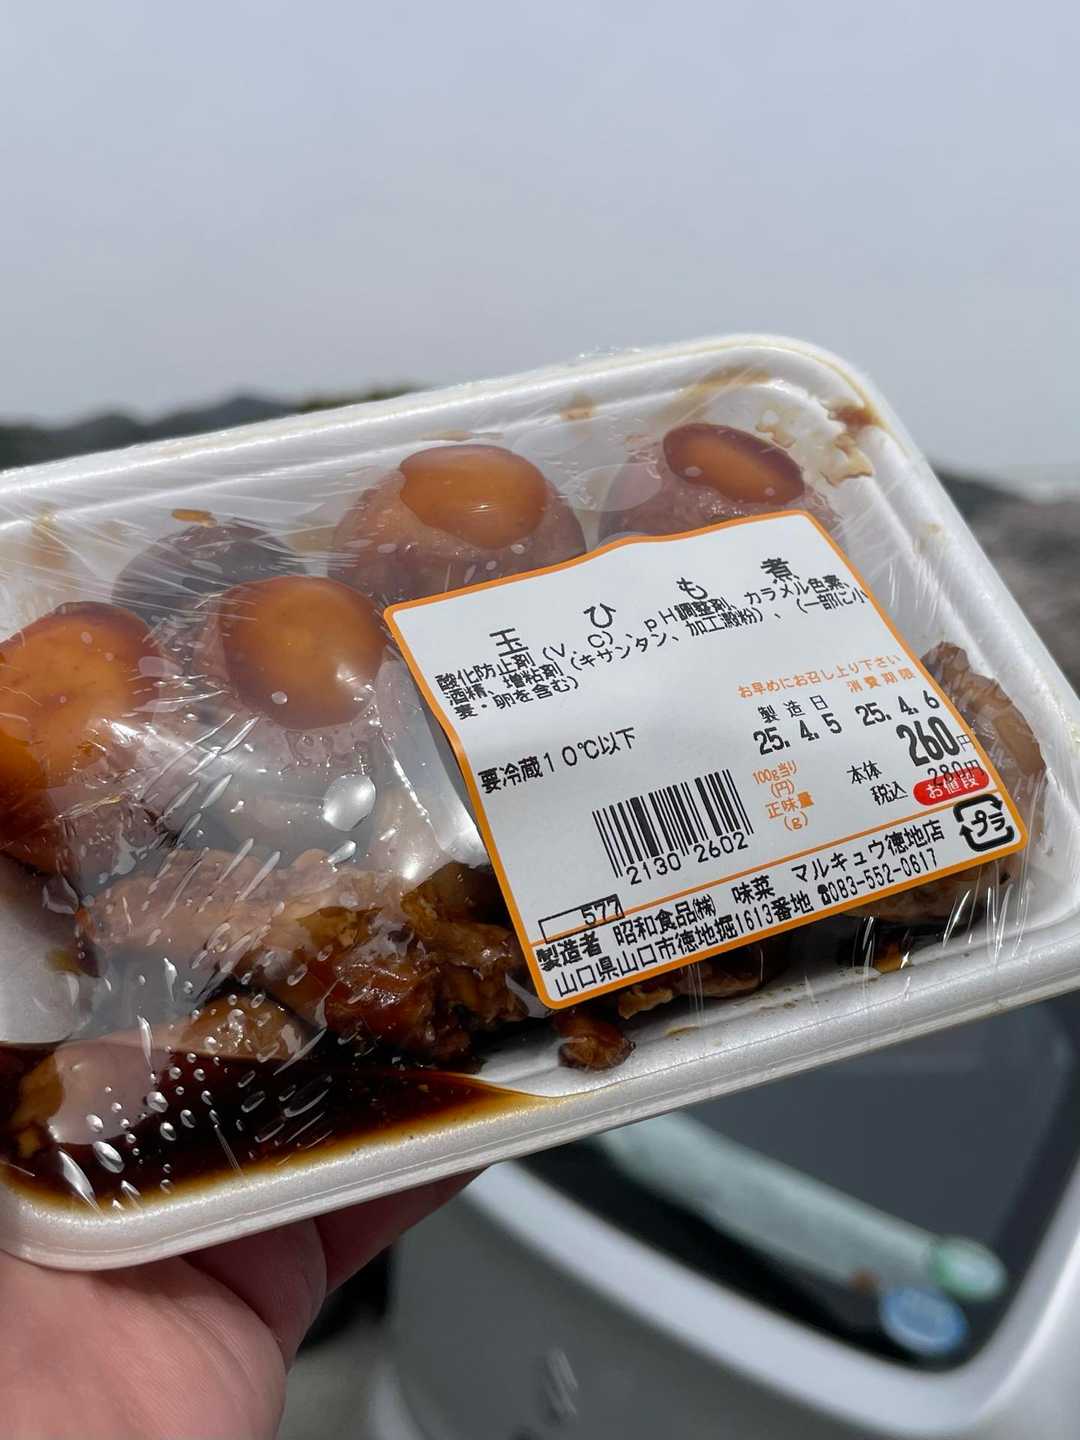 玉ひも煮
酸化防止剤（V．C）、pH調整剤、カラメル色素、
酒精、増粘剤（キサンタン、加工澱粉）、（一部に小
麦・卵を含む）
お早めにお召し上り下さい
製造日 消費期限
25.4.5 25.4.6
要冷蔵10℃以下
100g当り
(円)
正味量
(g)
本体 260円
税込 280円
お値段
プラ
2130 2602
577
製造者 昭和食品㈱ 味菜 マルキュウ徳地店
山口県山口市徳地堀1613番地 ☎083-552-0617